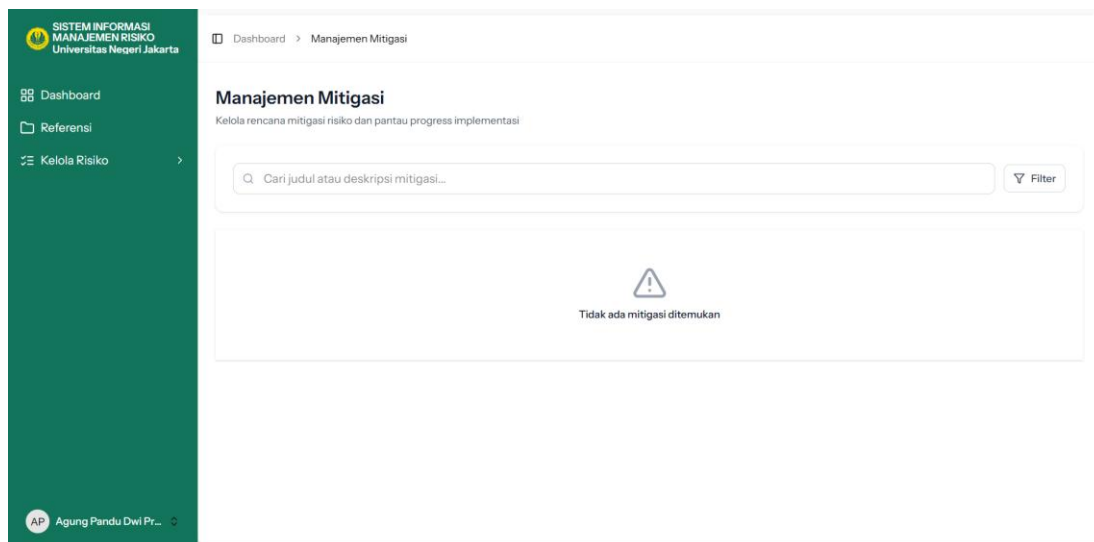 SISTEM INFORMASI
MANAJEMEN RISIKO
Universitas Negeri Jakarta
Dashboard
Referensi
Kelola Risiko
AP
Agung Pandu Dwi Pr...
Dashboard > Manajemen Mitigasi
Manajemen Mitigasi
Kelola rencana mitigasi risiko dan pantau progress implementasi
Cari judul atau deskripsi mitigasi...
Filter
Tidak ada mitigasi ditemukan